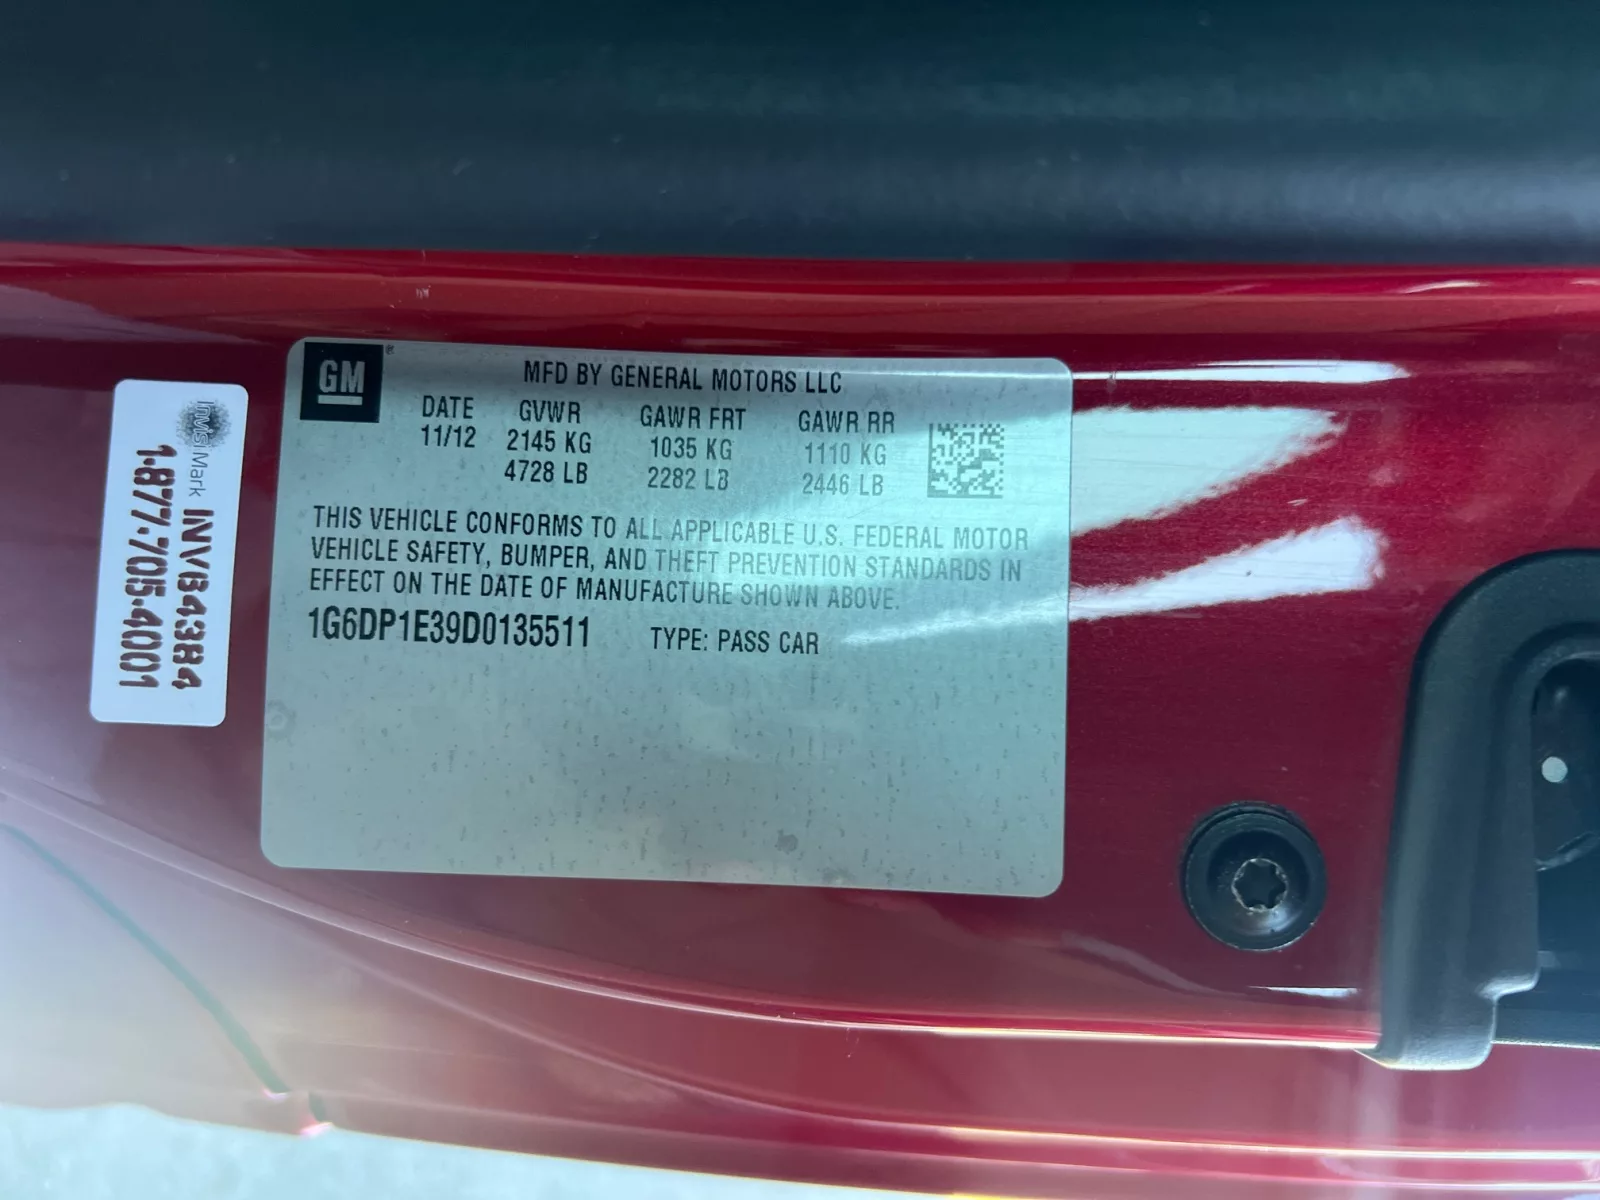 GM
MFD BY GENERAL MOTORS LLC
DATE GVWR GAWR FRT GAWR RR
11/12 2145 KG 1035 KG 1110 KG
4728 LB 2282 LB 2446 LB
THIS VEHICLE CONFORMS TO ALL APPLICABLE U.S. FEDERAL MOTOR
VEHICLE SAFETY, BUMPER, AND THEFT PREVENTION STANDARDS IN
EFFECT ON THE DATE OF MANUFACTURE SHOWN ABOVE.
1G6DP1E39D0135511 TYPE: PASS CAR
InVisiMark INVB43B4
1-877-705-4001